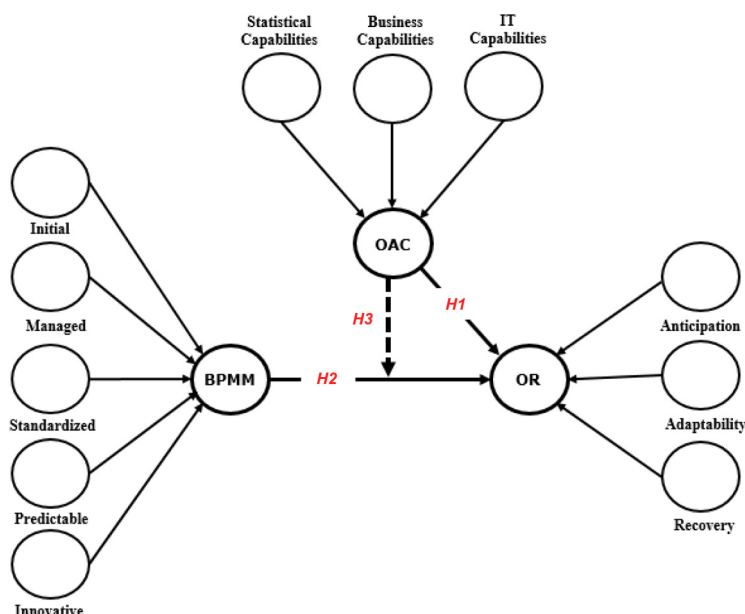 Statistical
Capabilities
Business
Capabilities
IT
Capabilities
Initial
OAC
H3
H1
Managed
Anticipation
BPMM
H2
OR
Standardized
Adaptability
Predictable
Recovery
Innovative